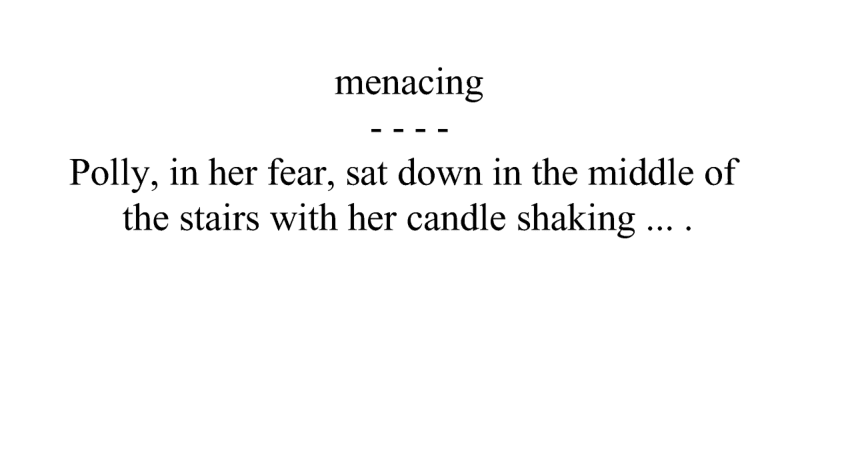 menacing
- - - -
Polly, in her fear, sat down in the middle of
the stairs with her candle shaking ... .